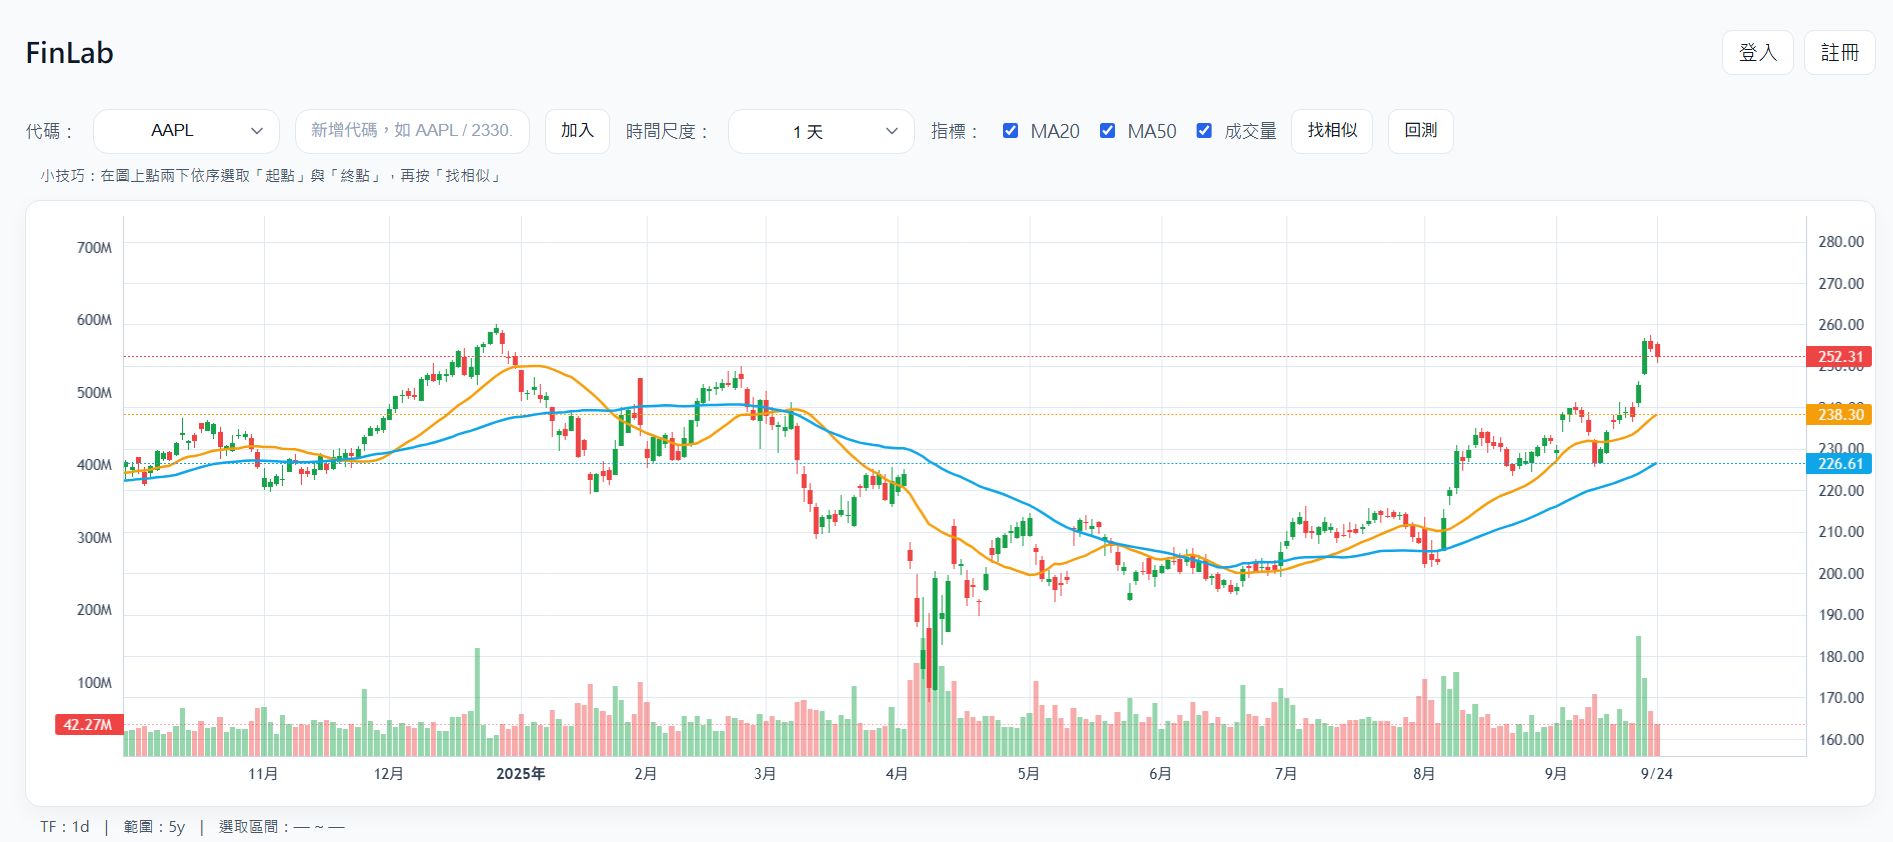 FinLab
登入 註冊
代碼： AAPL 新增代碼，如 AAPL / 2330. 加入 時間尺度： 1 天 指標： MA20 MA50 成交量 找相似 回測
小技巧：在圖上點兩下依序選取「起點」與「終點」，再按「找相似」
700M 280.00
270.00
600M 260.00
252.31
250.00
500M
240.00
238.30
230.00
400M 226.61
220.00
300M 210.00
200.00
200M 190.00
180.00
100M 170.00
42.27M 160.00
11月 12月 2025年 2月 3月 4月 5月 6月 7月 8月 9月 9/24
TF：1d | 範圍：5y | 選取區間：— ~ —